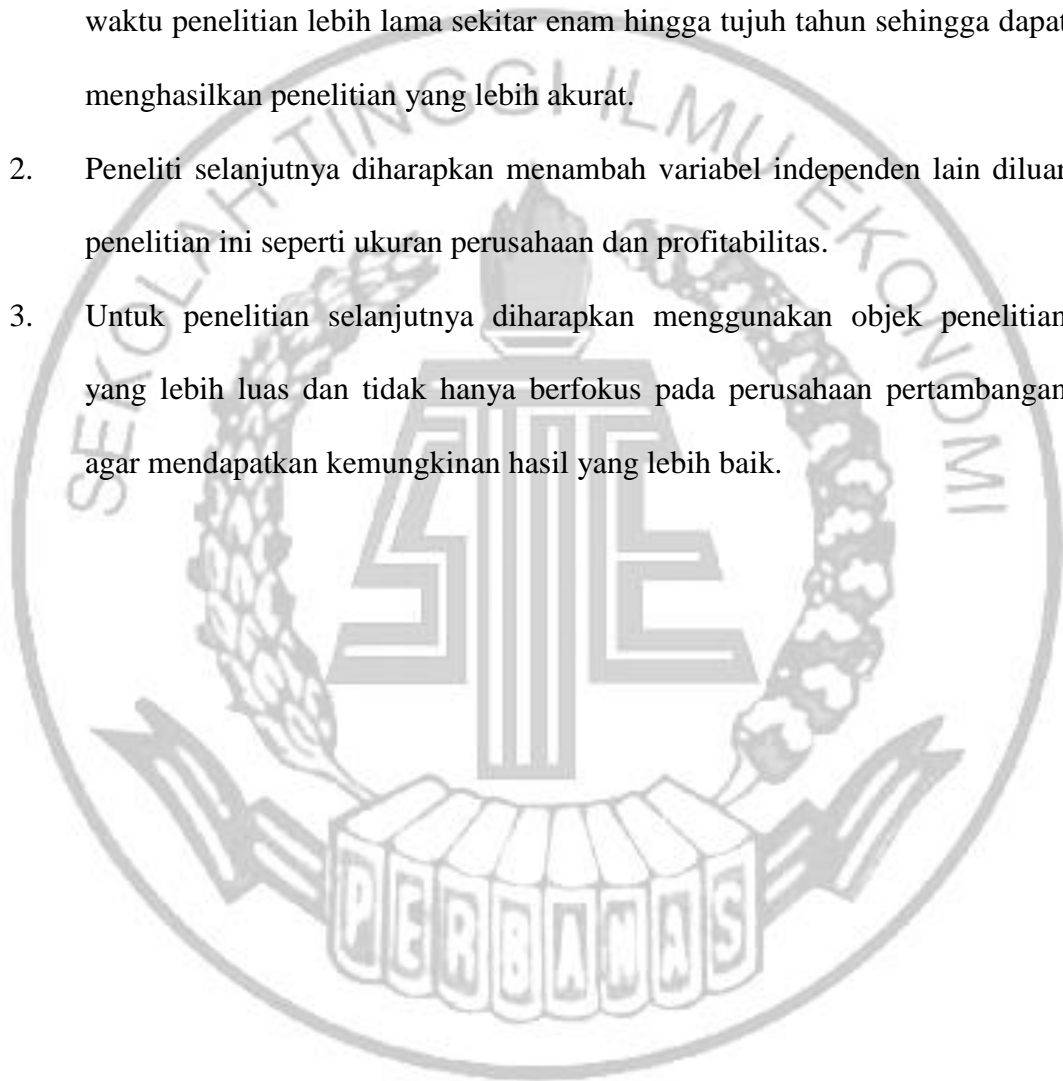 waktu penelitian lebih lama sekitar enam hingga tujuh tahun sehingga dapat
menghasilkan penelitian yang lebih akurat.
2. Peneliti selanjutnya diharapkan menambah variabel independen lain diluar
penelitian ini seperti ukuran perusahaan dan profitabilitas.
3. Untuk penelitian selanjutnya diharapkan menggunakan objek penelitian
yang lebih luas dan tidak hanya berfokus pada perusahaan pertambangan
agar mendapatkan kemungkinan hasil yang lebih baik.
SEKOLAH TINGGI ILMU EKONOMI
STIE
PERBANAS